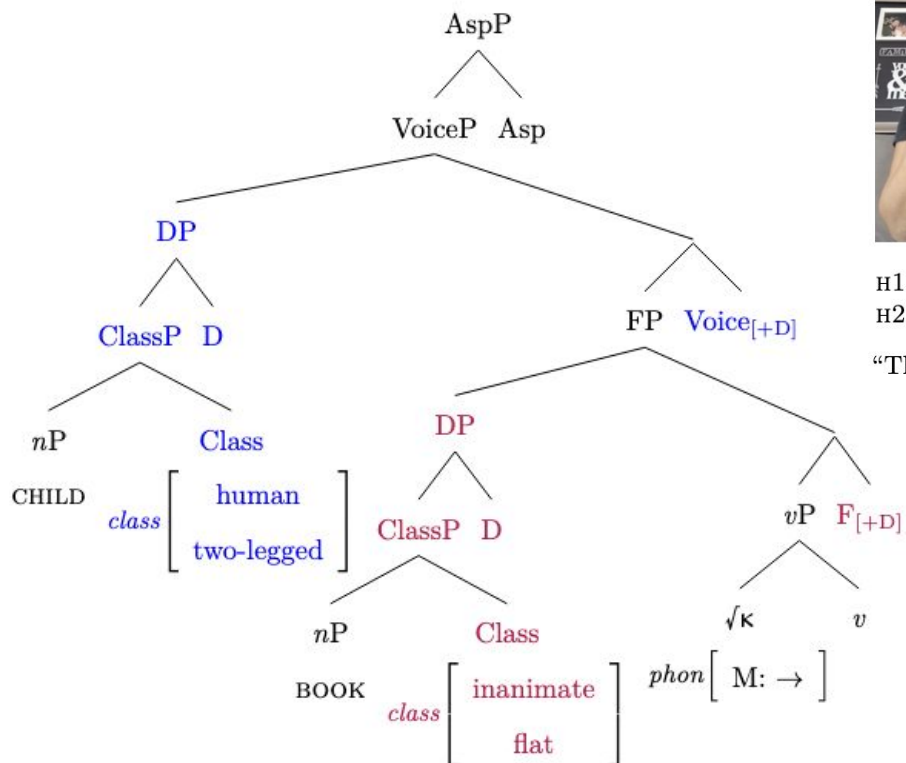 AspP
VoiceP Asp
DP
ClassP D
FP Voice[+D]
nP Class
DP
CHILD class [ human
two-legged ]
ClassP D
vP F[+D]
nP Class
√κ v
BOOK class [ inanimate
flat ]
phon [ M: → ]
&
H1
H2
“Tl